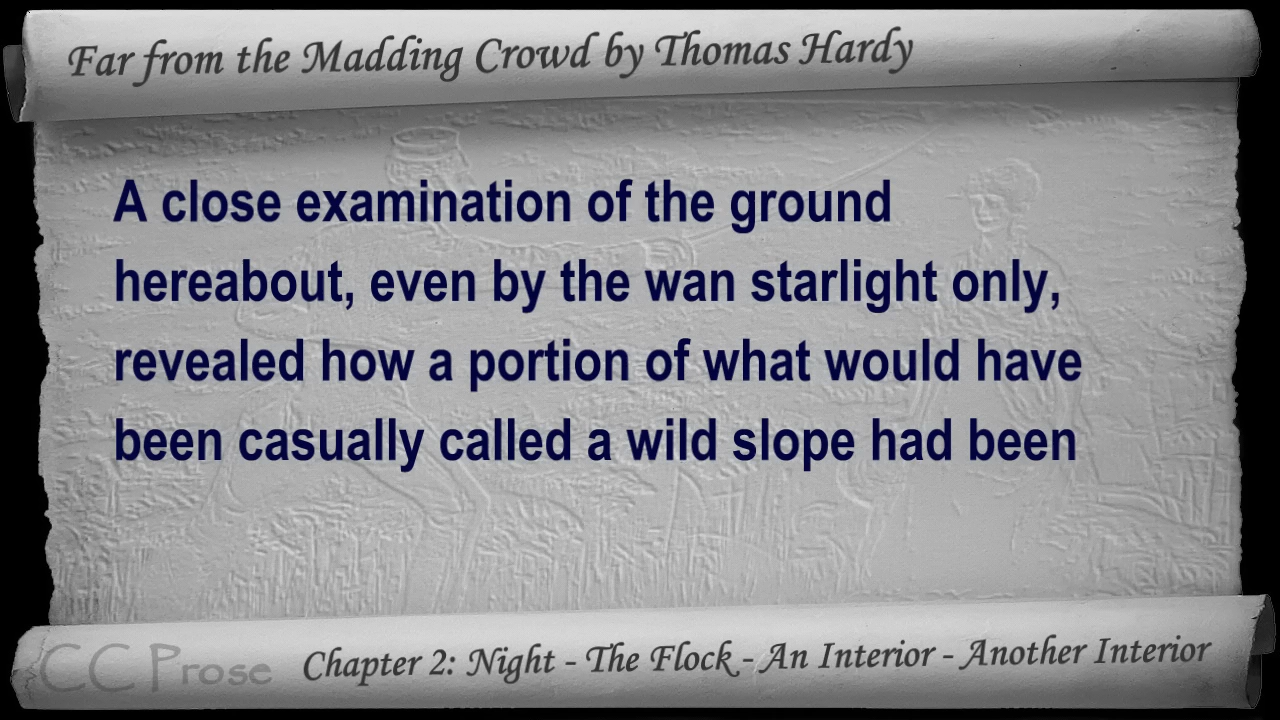 Far from the Madding Crowd by Thomas Hardy
A close examination of the ground
hereabout, even by the wan starlight only,
revealed how a portion of what would have
been casually called a wild slope had been
CC Prose
Chapter 2: Night - The Flock - An Interior - Another Interior